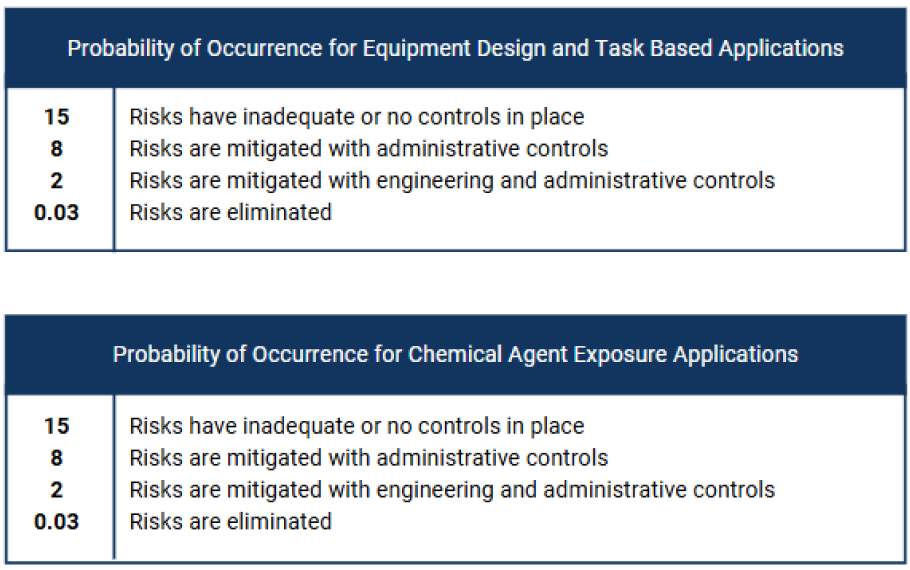 Probability of Occurrence for Equipment Design and Task Based Applications
15 Risks have inadequate or no controls in place
8 Risks are mitigated with administrative controls
2 Risks are mitigated with engineering and administrative controls
0.03 Risks are eliminated
Probability of Occurrence for Chemical Agent Exposure Applications
15 Risks have inadequate or no controls in place
8 Risks are mitigated with administrative controls
2 Risks are mitigated with engineering and administrative controls
0.03 Risks are eliminated